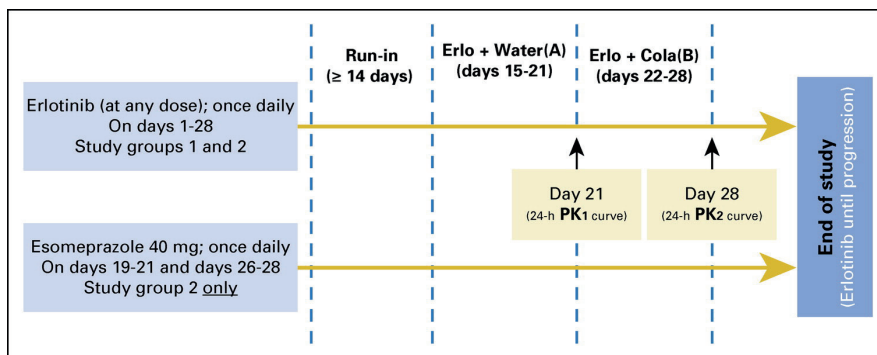 Run-in
(≥ 14 days)
Erlo + Water(A)
(days 15-21)
Erlo + Cola(B)
(days 22-28)
Erlotinib (at any dose); once daily
On days 1-28
Study groups 1 and 2
Day 21
(24-h PK1 curve)
Day 28
(24-h PK2 curve)
Esomeprazole 40 mg; once daily
On days 19-21 and days 26-28
Study group 2 only
End of study
(Erlotinib until progression)